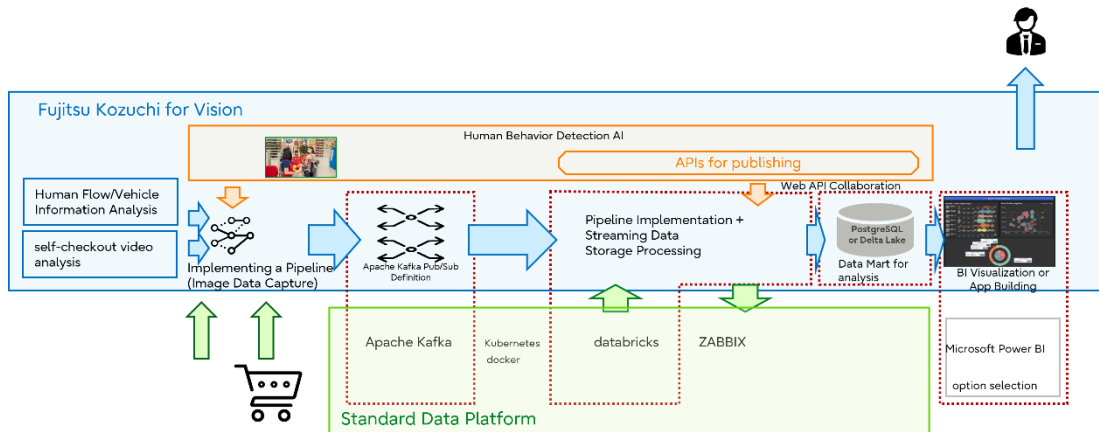 Fujitsu Kozuchi for Vision
Human Behavior Detection AI
APIs for publishing
Human Flow/Vehicle
Information Analysis
self-checkout video
analysis
Implementing a Pipeline
(Image Data Capture)
Apache Kafka Pub/Sub
Definition
Pipeline Implementation +
Streaming Data
Storage Processing
Web API Collaboration
PostgreSQL
or Delta Lake
Data Mart for
analysis
BI Visualization or
App Building
Apache Kafka
Kubernetes
docker
databricks
ZABBIX
Microsoft Power BI
option selection
Standard Data Platform